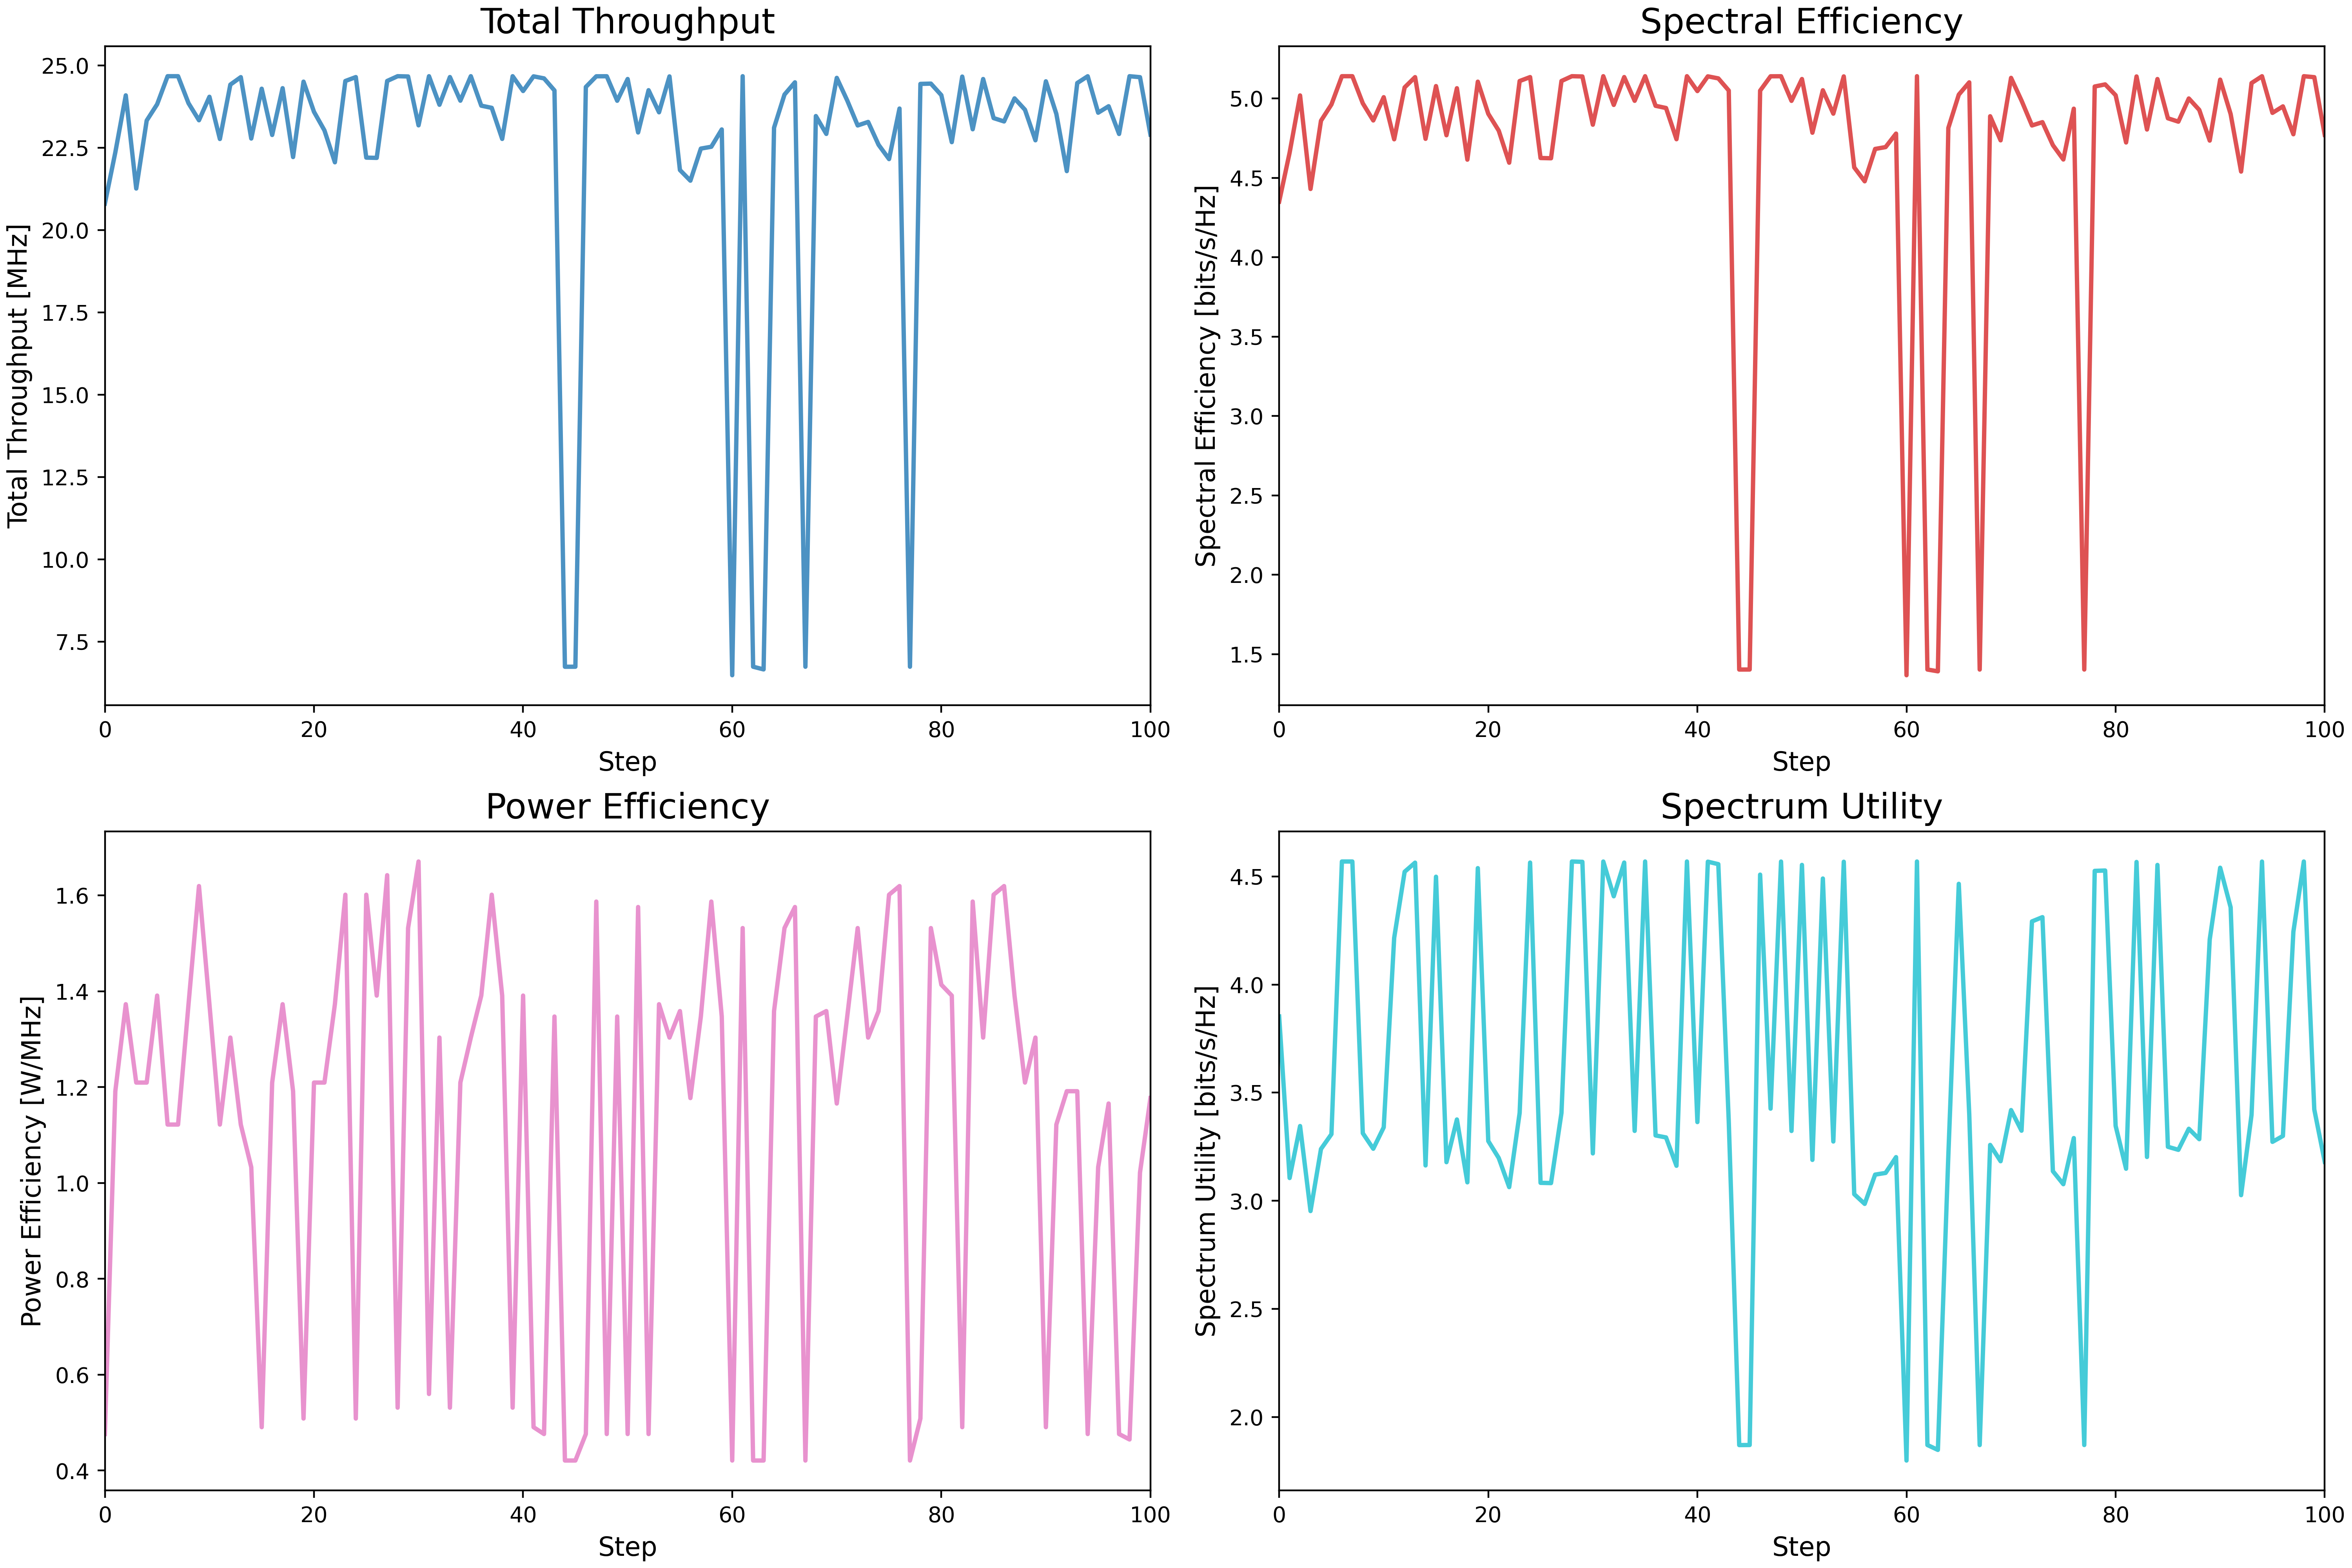 Total Throughput
Total Throughput [MHz]
25.0
22.5
20.0
17.5
15.0
12.5
10.0
7.5
0 20 40 60 80 100
Step
Spectral Efficiency
Spectral Efficiency [bits/s/Hz]
5.0
4.5
4.0
3.5
3.0
2.5
2.0
1.5
0 20 40 60 80 100
Step
Power Efficiency
Power Efficiency [W/MHz]
1.6
1.4
1.2
1.0
0.8
0.6
0.4
0 20 40 60 80 100
Step
Spectrum Utility
Spectrum Utility [bits/s/Hz]
4.5
4.0
3.5
3.0
2.5
2.0
0 20 40 60 80 100
Step